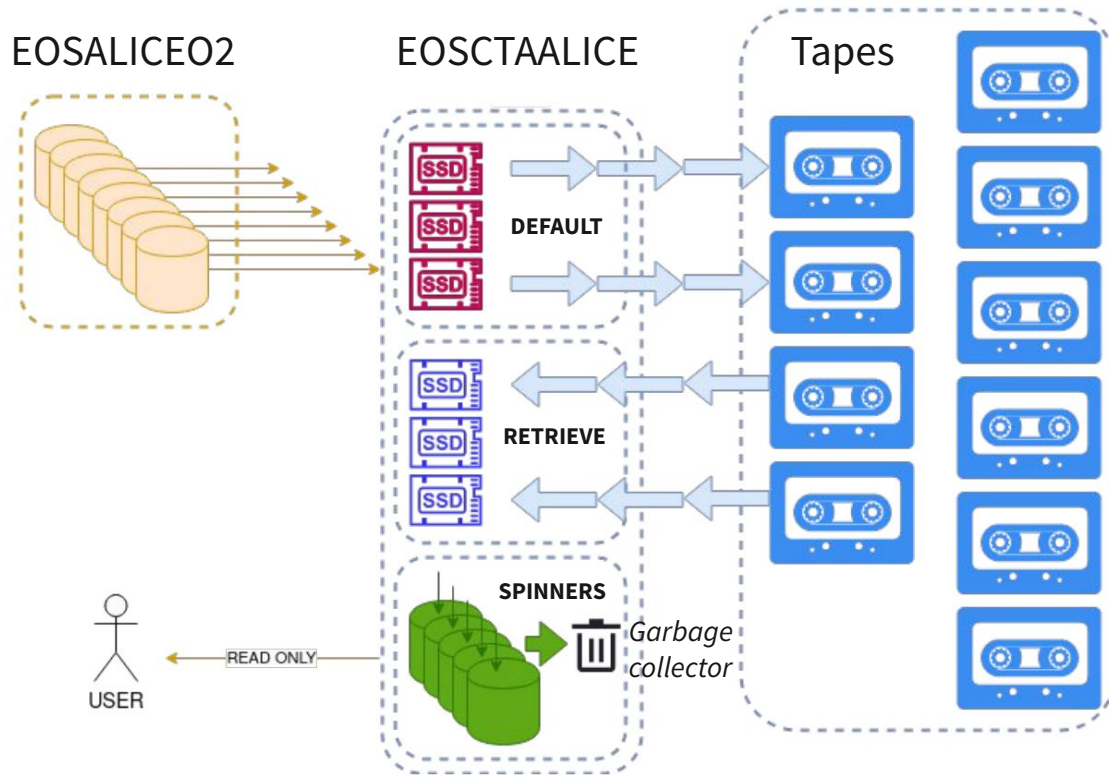 EOSALICEO2
EOSCTAALICE
Tapes
SSD
SSD
DEFAULT
SSD
SSD
SSD
RETRIEVE
SSD
SPINNERS
Garbage
collector
READ ONLY
USER